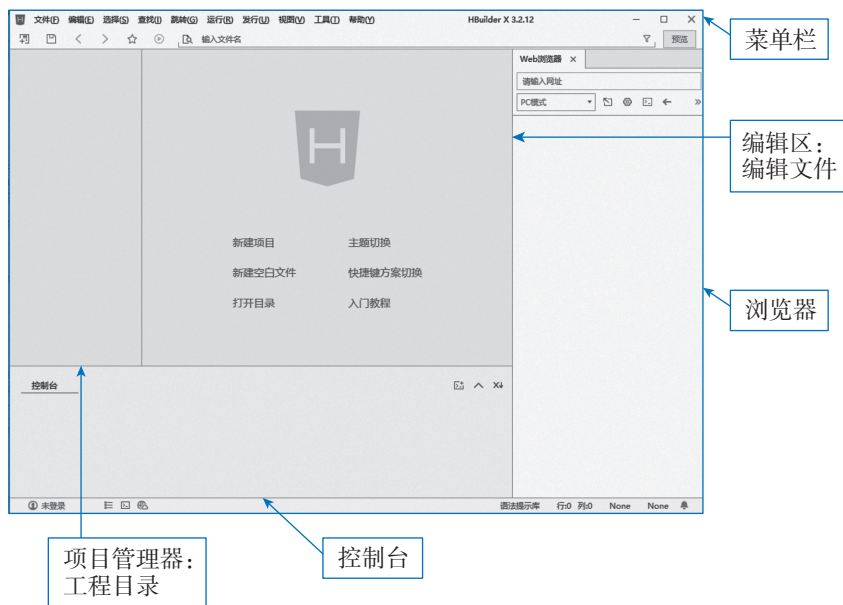 文件(F) 编辑(E) 选择(S) 查找(I) 跳转(G) 运行(R) 发行(U) 视图(V) 工具(T) 帮助(Y) HBuilder X 3.2.12
输入文件名 预览
菜单栏
Web浏览器
请输入网址
PC模式
编辑区：
编辑文件
H
新建项目 主题切换
新建空白文件 快捷键方案切换
打开目录 入门教程
浏览器
控制台
未登录 语法提示库 行:0 列:0 None None
项目管理器：
工程目录
控制台